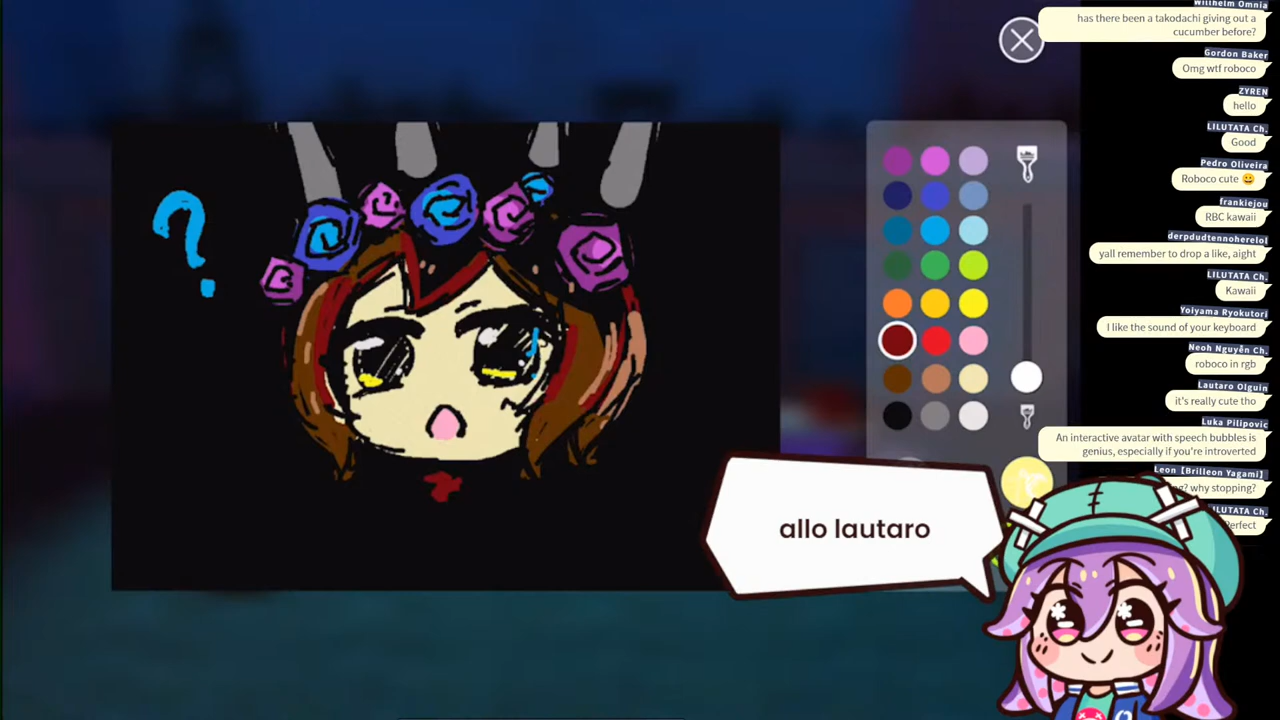 Willhelm Omnia
has there been a takodachi giving out a
cucumber before?
Gordon Baker
Omg wtf roboco
ZYREN
hello
LILUTATA Ch.
Good
Pedro Oliveira
Roboco cute 😀
frankiejou
RBC kawaii
derpdudtennoherelol
yall remember to drop a like, aight
LILUTATA Ch.
Kawaii
Yoiyama Ryokutori
I like the sound of your keyboard
Neoh Nguyễn Ch.
roboco in rgb
Lautaro Olguin
it's really cute tho
Luka Pilipovic
An interactive avatar with speech bubbles is
genius, especially if you're introverted
Leon【Brilleon Yagami】
? why stopping?
LILUTATA Ch.
Perfect
?
allo lautaro